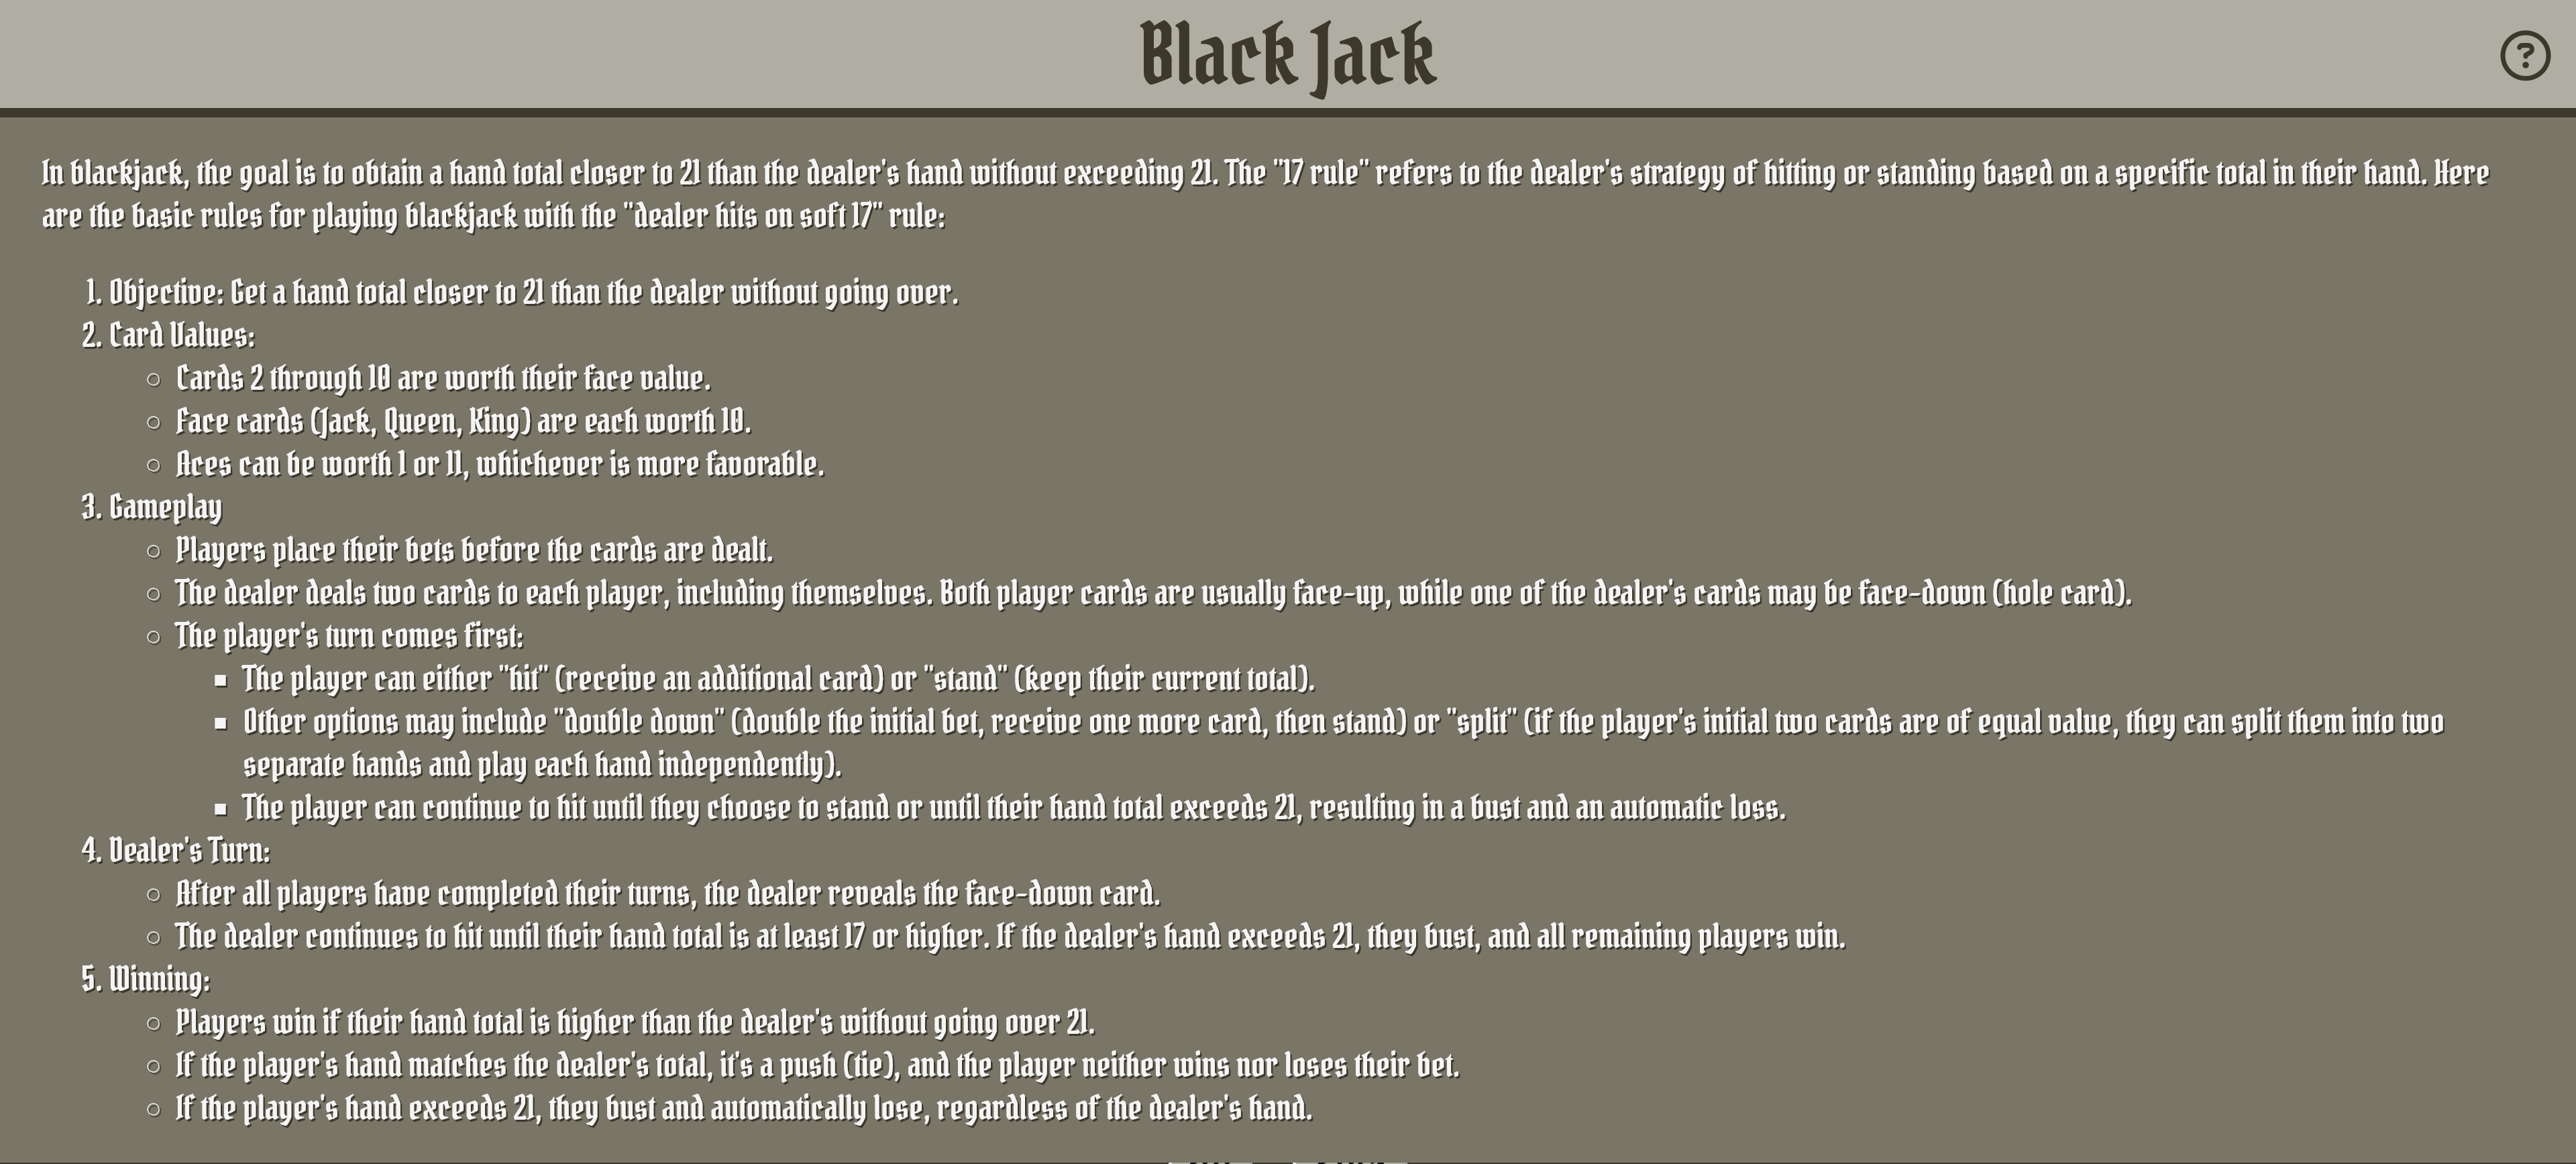 Black Jack
?
In blackjack, the goal is to obtain a hand total closer to 21 than the dealer's hand without exceeding 21. The "17 rule" refers to the dealer's strategy of hitting or standing based on a specific total in their hand. Here
are the basic rules for playing blackjack with the "dealer hits on soft 17" rule:
1. Objective: Get a hand total closer to 21 than the dealer without going over.
2. Card Values:
○ Cards 2 through 10 are worth their face value.
○ Face cards (Jack, Queen, King) are each worth 10.
○ Aces can be worth 1 or 11, whichever is more favorable.
3. Gameplay
○ Players place their bets before the cards are dealt.
○ The dealer deals two cards to each player, including themselves. Both player cards are usually face-up, while one of the dealer's cards may be face-down (hole card).
○ The player's turn comes first:
▪ The player can either "hit" (receive an additional card) or "stand" (keep their current total).
▪ Other options may include "double down" (double the initial bet, receive one more card, then stand) or "split" (if the player's initial two cards are of equal value, they can split them into two
separate hands and play each hand independently).
▪ The player can continue to hit until they choose to stand or until their hand total exceeds 21, resulting in a bust and an automatic loss.
4. Dealer's Turn:
○ After all players have completed their turns, the dealer reveals the face-down card.
○ The dealer continues to hit until their hand total is at least 17 or higher. If the dealer's hand exceeds 21, they bust, and all remaining players win.
5. Winning:
○ Players win if their hand total is higher than the dealer's without going over 21.
○ If the player's hand matches the dealer's total, it's a push (tie), and the player neither wins nor loses their bet.
○ If the player's hand exceeds 21, they bust and automatically lose, regardless of the dealer's hand.